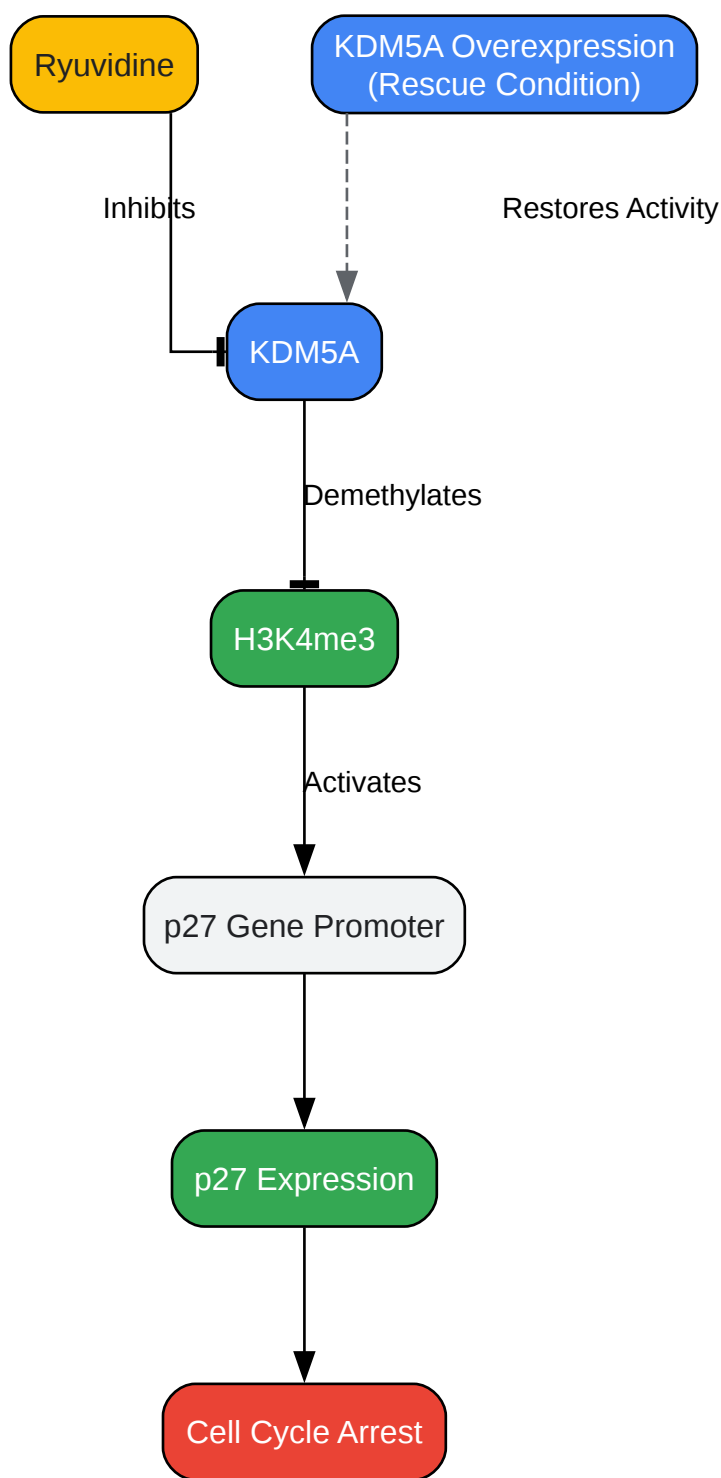 Ryuvidine
KDM5A Overexpression
(Rescue Condition)
Inhibits
Restores Activity
KDM5A
Demethylates
H3K4me3
Activates
p27 Gene Promoter
p27 Expression
Cell Cycle Arrest